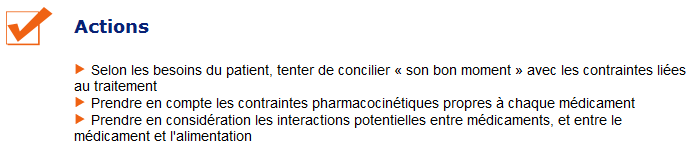 Actions
Selon les besoins du patient, tenter de concilier « son bon moment » avec les contraintes liées
au traitement
Prendre en compte les contraintes pharmacocinétiques propres à chaque médicament
Prendre en considération les interactions potentielles entre médicaments, et entre le
médicament et l'alimentation